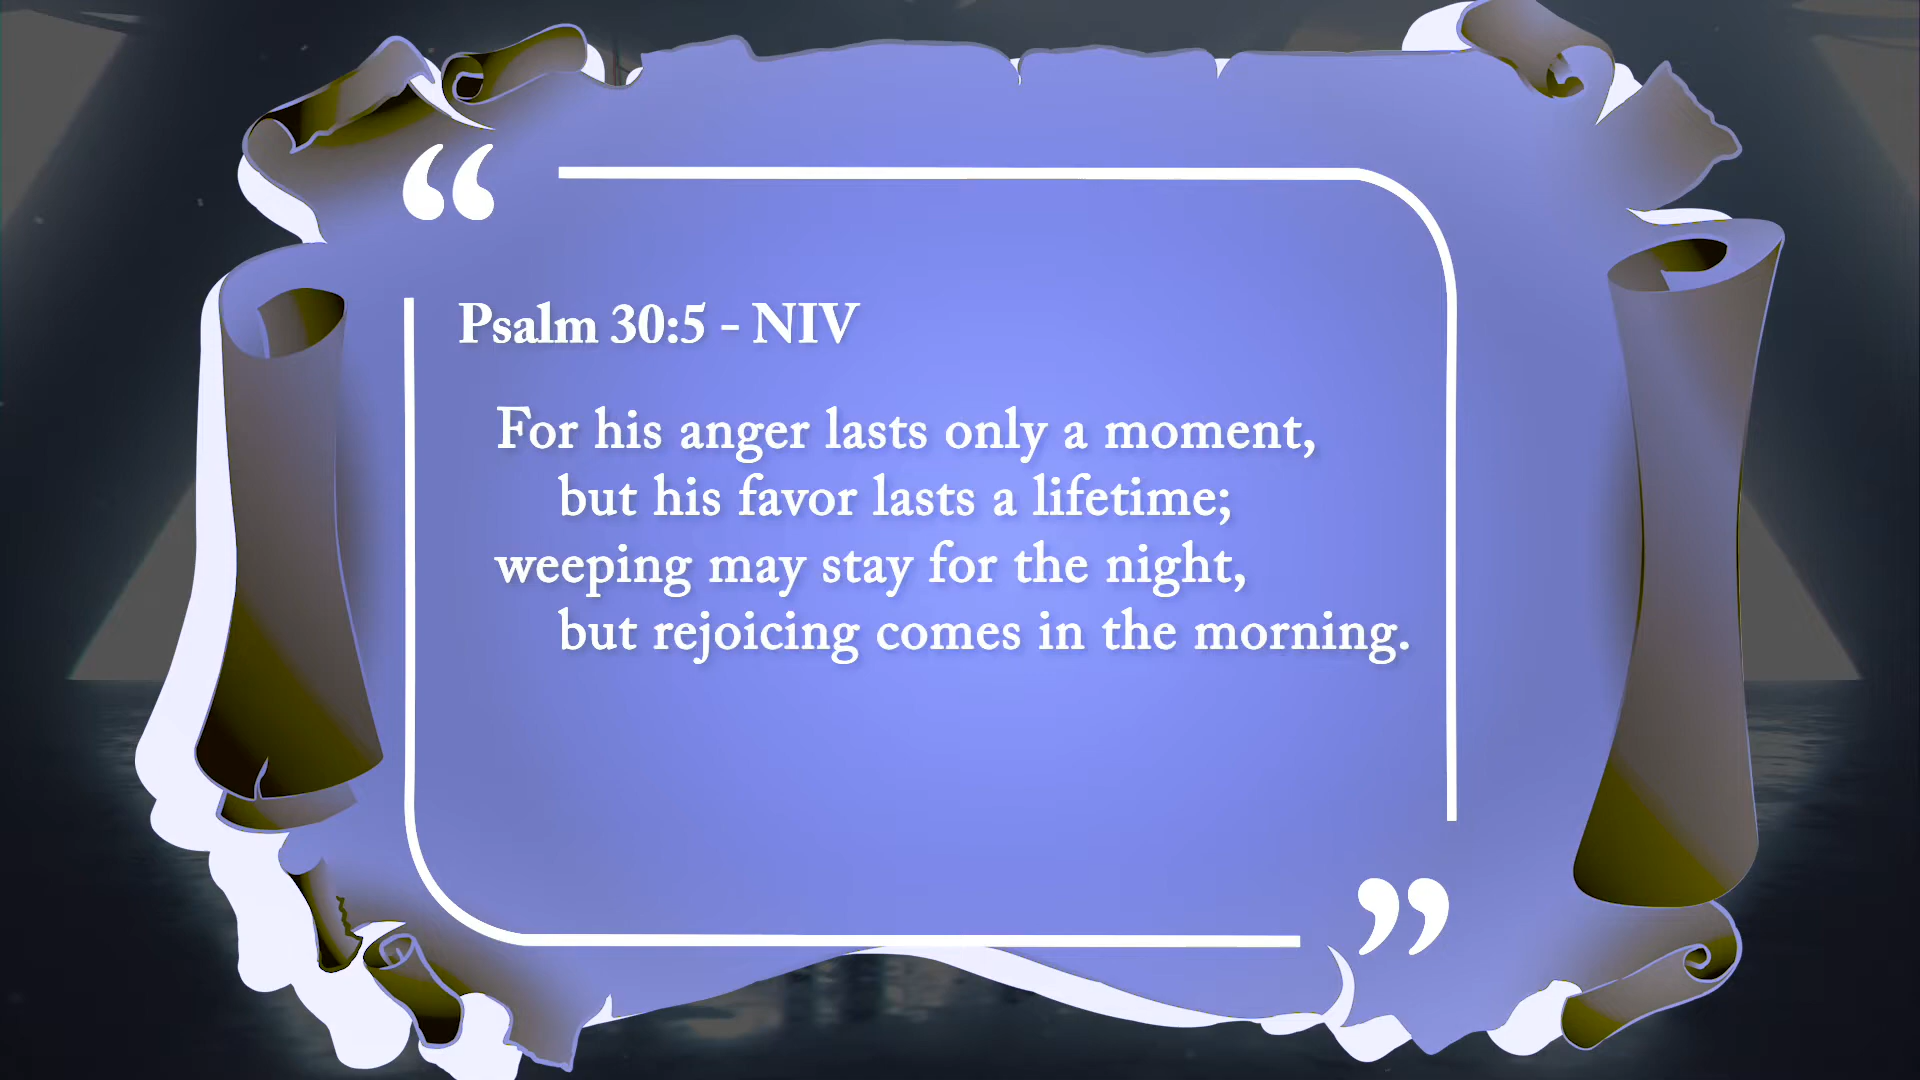 “
Psalm 30:5 - NIV
For his anger lasts only a moment,
but his favor lasts a lifetime;
weeping may stay for the night,
but rejoicing comes in the morning.
”